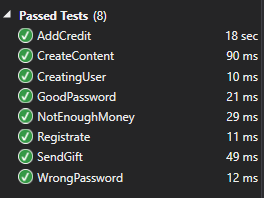 Passed Tests (8)
AddCredit 18 sec
CreateContent 90 ms
CreatingUser 10 ms
GoodPassword 21 ms
NotEnoughMoney 29 ms
Registrate 11 ms
SendGift 49 ms
WrongPassword 12 ms